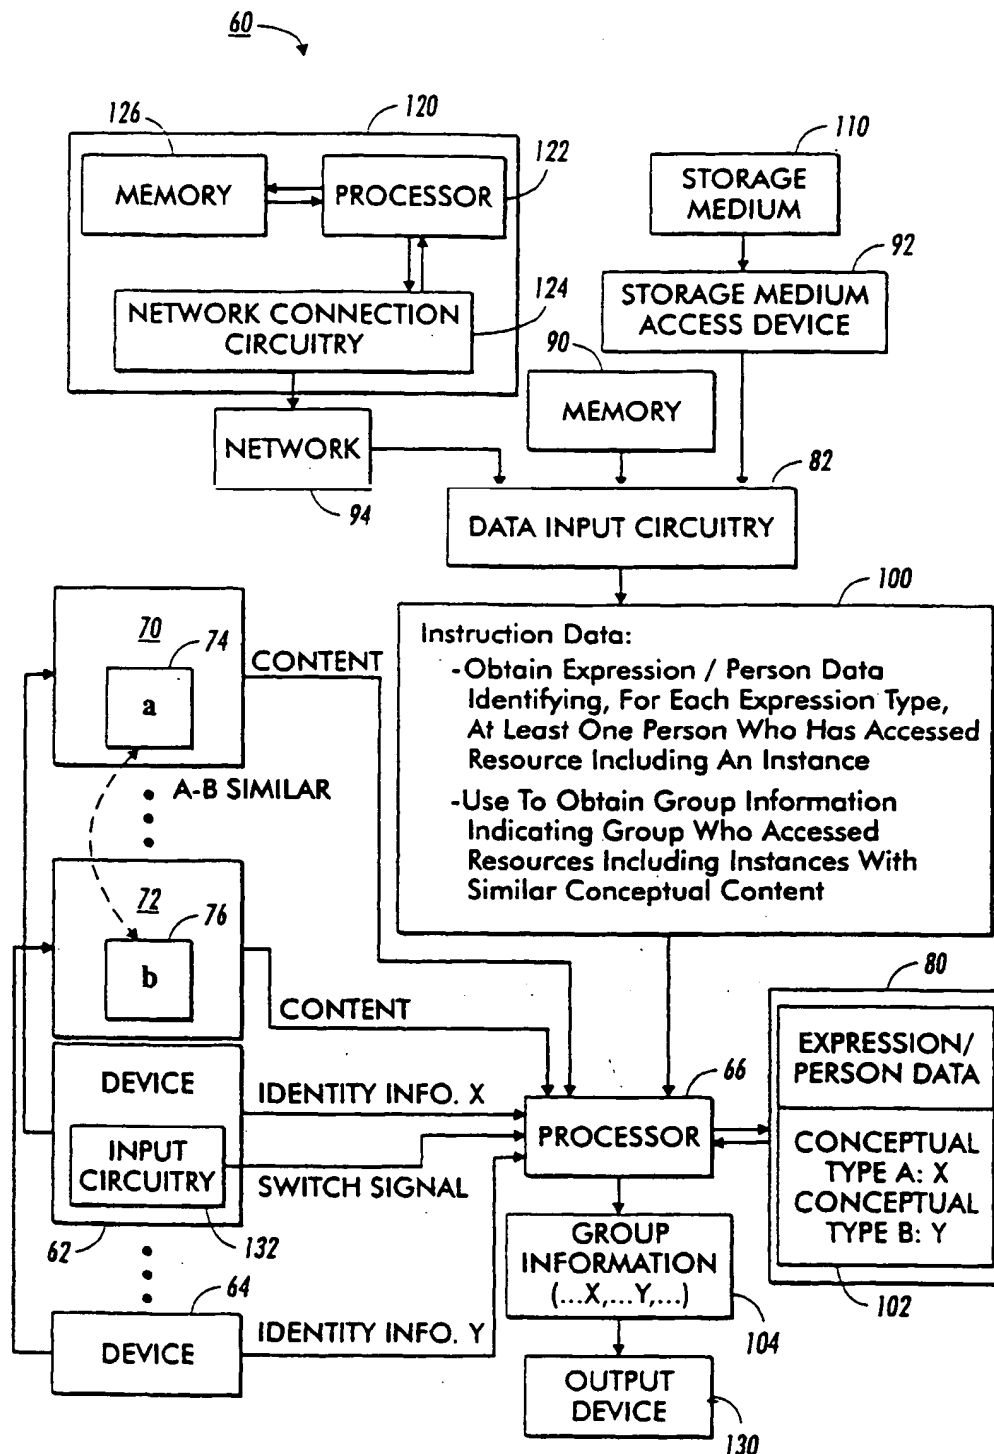 60
126
120
110
MEMORY
PROCESSOR
122
STORAGE
MEDIUM
92
NETWORK CONNECTION
CIRCUITRY
124
STORAGE MEDIUM
ACCESS DEVICE
90
MEMORY
NETWORK
94
82
DATA INPUT CIRCUITRY
100
Instruction Data:
-Obtain Expression / Person Data
Identifying, For Each Expression Type,
At Least One Person Who Has Accessed
Resource Including An Instance
-Use To Obtain Group Information
Indicating Group Who Accessed
Resources Including Instances With
Similar Conceptual Content
70
74
a
CONTENT
A-B SIMILAR
72
76
b
CONTENT
80
EXPRESSION/
PERSON DATA
CONCEPTUAL
TYPE A: X
CONCEPTUAL
TYPE B: Y
102
DEVICE
IDENTITY INFO. X
66
PROCESSOR
INPUT
CIRCUITRY
SWITCH SIGNAL
62
132
GROUP
INFORMATION
(...X,...Y,...)
104
64
DEVICE
IDENTITY INFO. Y
OUTPUT
DEVICE
130